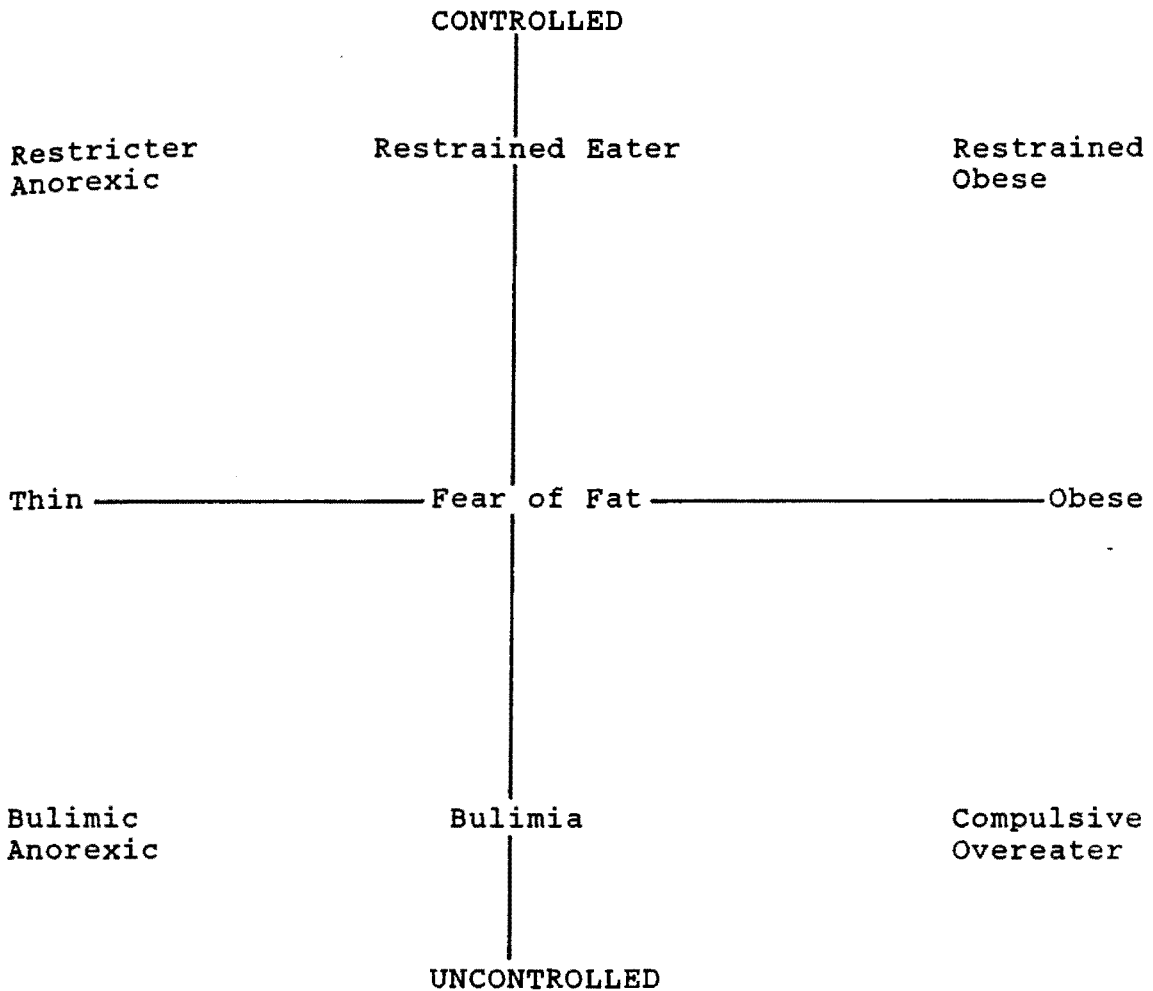 CONTROLLED
Restricter Restrained Eater Restrained
Anorexic Obese
Thin Fear of Fat Obese
Bulimic Bulimia Compulsive
Anorexic Overeater
UNCONTROLLED